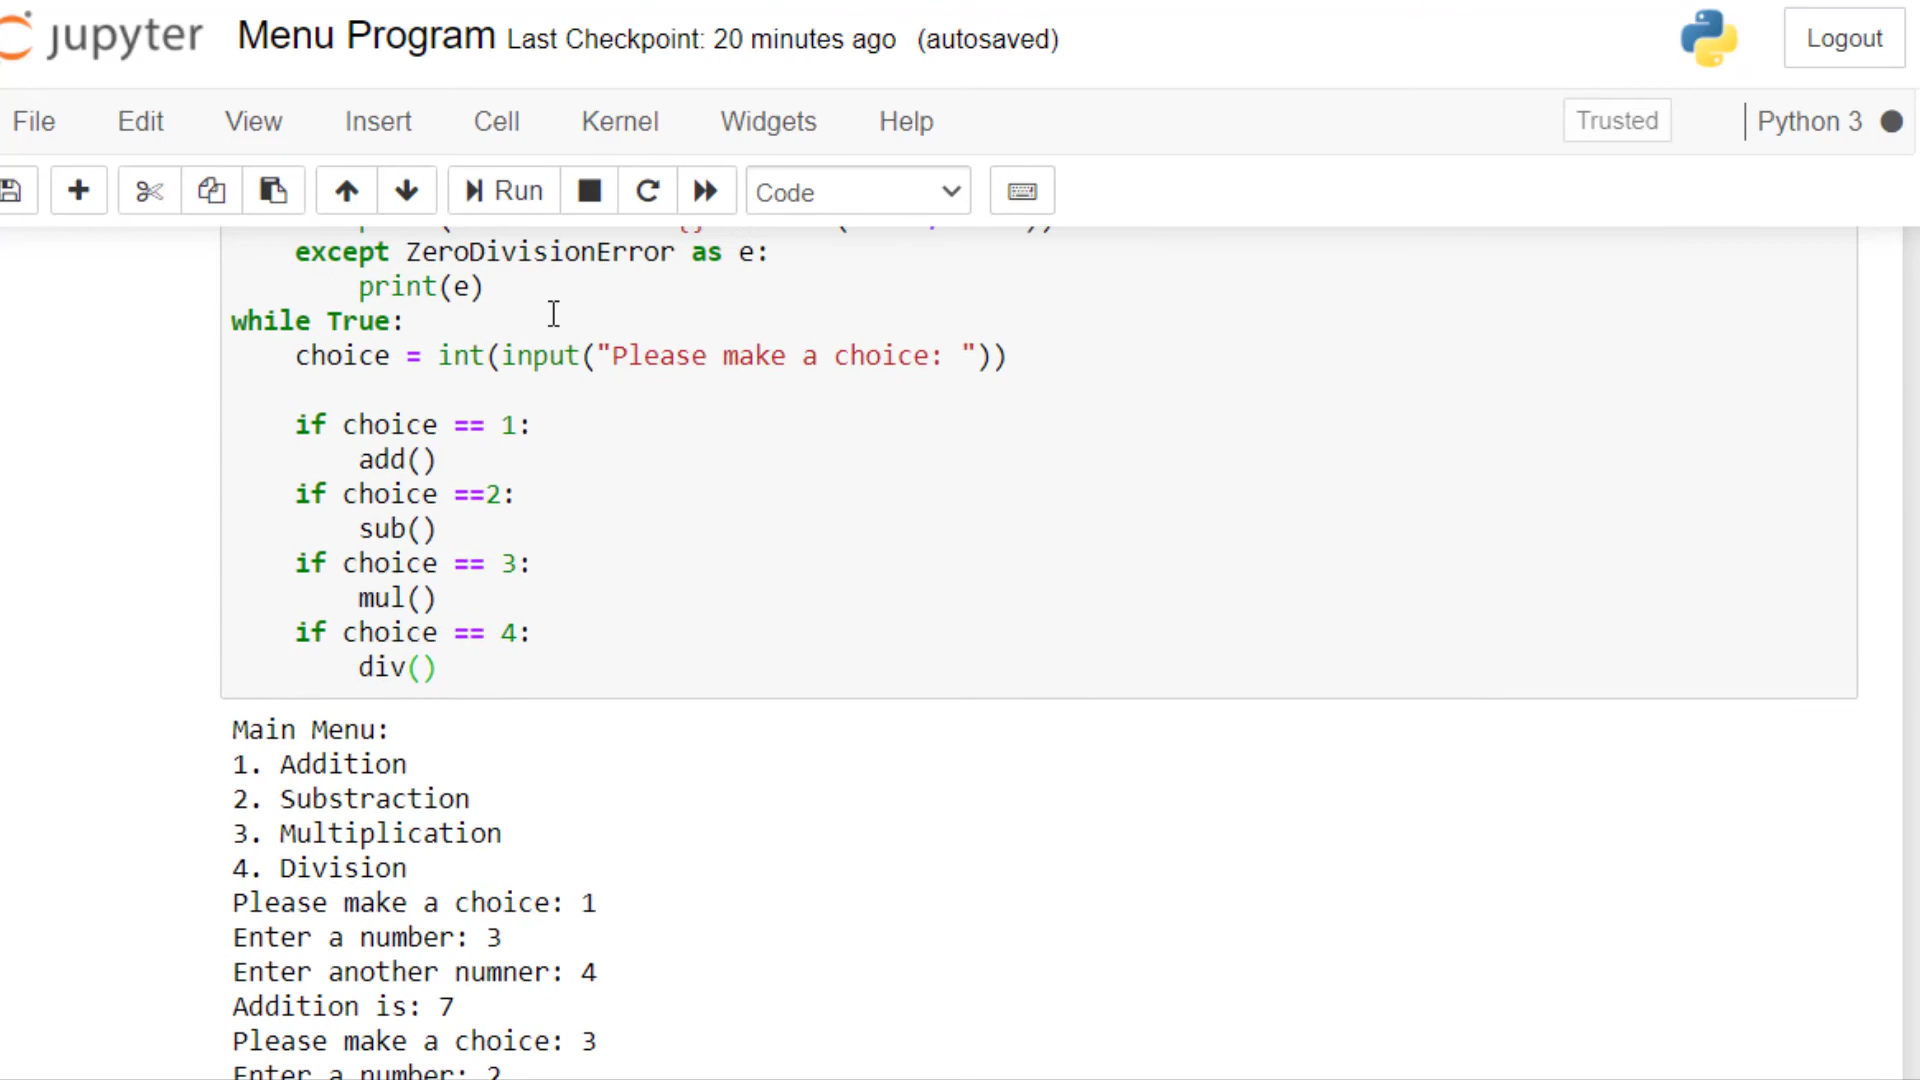 jupyter Menu Program Last Checkpoint: 20 minutes ago (autosaved) Logout
File Edit View Insert Cell Kernel Widgets Help Trusted Python 3
Run Code
except ZeroDivisionError as e:
print(e)
while True:
choice = int(input("Please make a choice: "))
if choice == 1:
add()
if choice ==2:
sub()
if choice == 3:
mul()
if choice == 4:
div()
Main Menu:
1. Addition
2. Substraction
3. Multiplication
4. Division
Please make a choice: 1
Enter a number: 3
Enter another numner: 4
Addition is: 7
Please make a choice: 3
Enter a number: 2